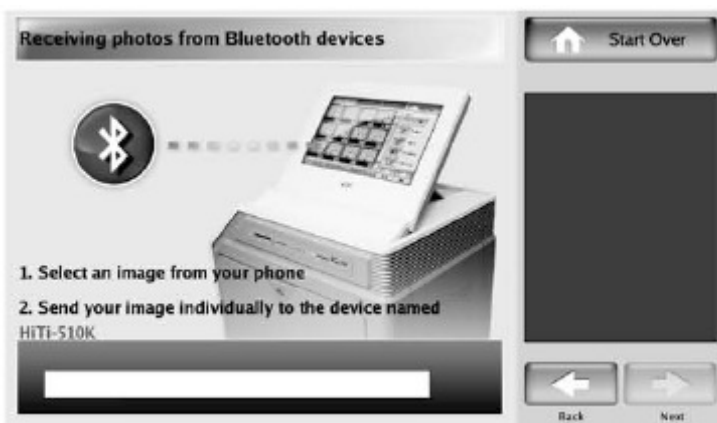 Receiving photos from Bluetooth devices
Start Over
1. Select an image from your phone
2. Send your image individually to the device named
HiTi-510K
Back
Next